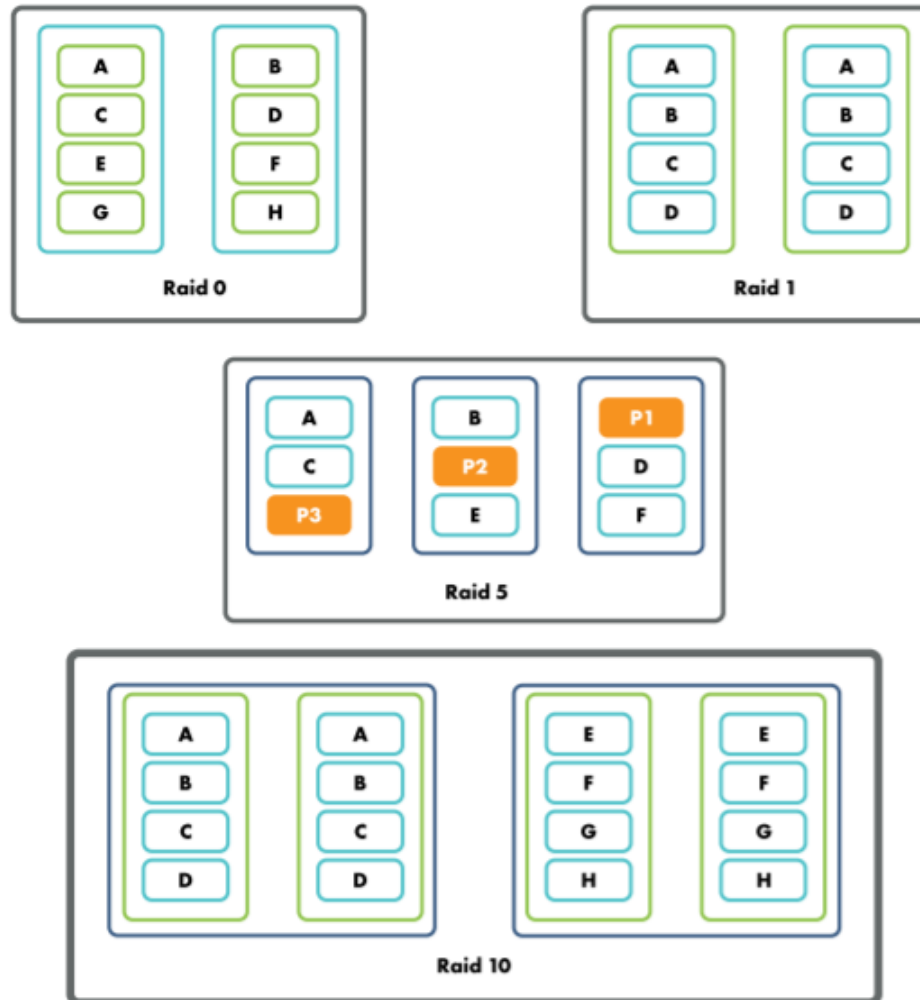 A B
C D
E F
G H
Raid 0
A A
B B
C C
D D
Raid 1
A B P1
C P2 D
P3 E F
Raid 5
A A E E
B B F F
C C G G
D D H H
Raid 10